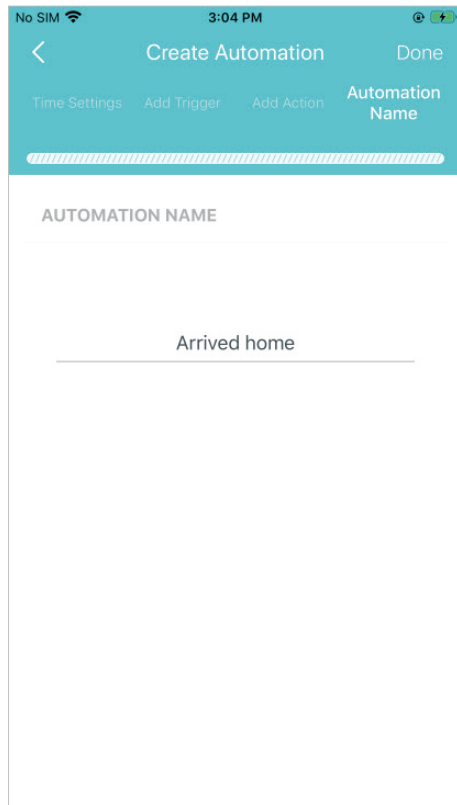 No SIM 3:04 PM
Create Automation Done
Time Settings Add Trigger Add Action Automation Name
AUTOMATION NAME
Arrived home